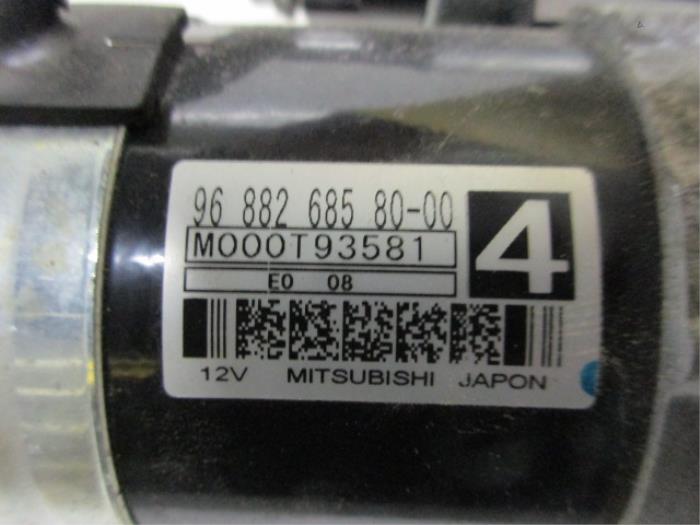 96 882 685 80-00
4
M000T93581
E0 08
12V MITSUBISHI JAPON